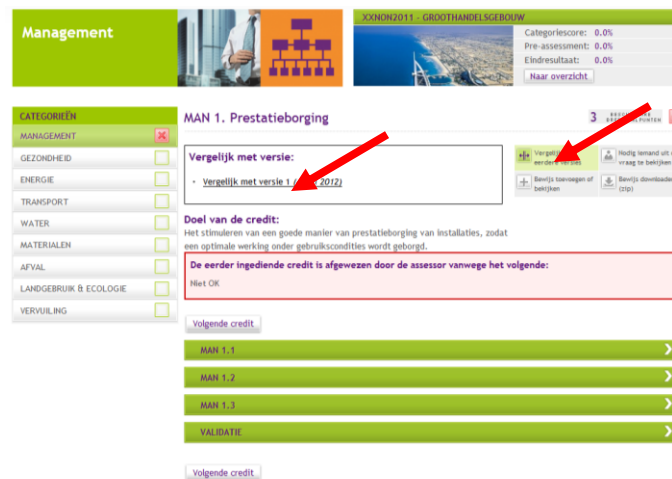 Management
XXNON2011 - GROOTHANDELSGEBOUW
Categoriescore: 0.0%
Pre-assessment: 0.0%
Eindresultaat: 0.0%
Naar overzicht
CATEGORIEËN
MANAGEMENT
GEZONDHEID
ENERGIE
TRANSPORT
WATER
MATERIALEN
AFVAL
LANDGEBRUIK & ECOLOGIE
VERVUILING
MAN 1. Prestatieborging
3
Vergelijk met versie:
- Vergelijk met versie 1 2012)
eerdere versies
Nodig iemand uit
vraag te bekijken
Bewijs toevoegen of
bekijken
Bewijs downloaden
(zip)
Doel van de credit:
Het stimuleren van een goede manier van prestatieborging van installaties, zodat
een optimale werking onder gebruikscondities wordt geborgd.
De eerder ingediende credit is afgewezen door de assessor vanwege het volgende:
Niet OK
Volgende credit
MAN 1.1
MAN 1.2
MAN 1.3
VALIDATIE
Volgende credit